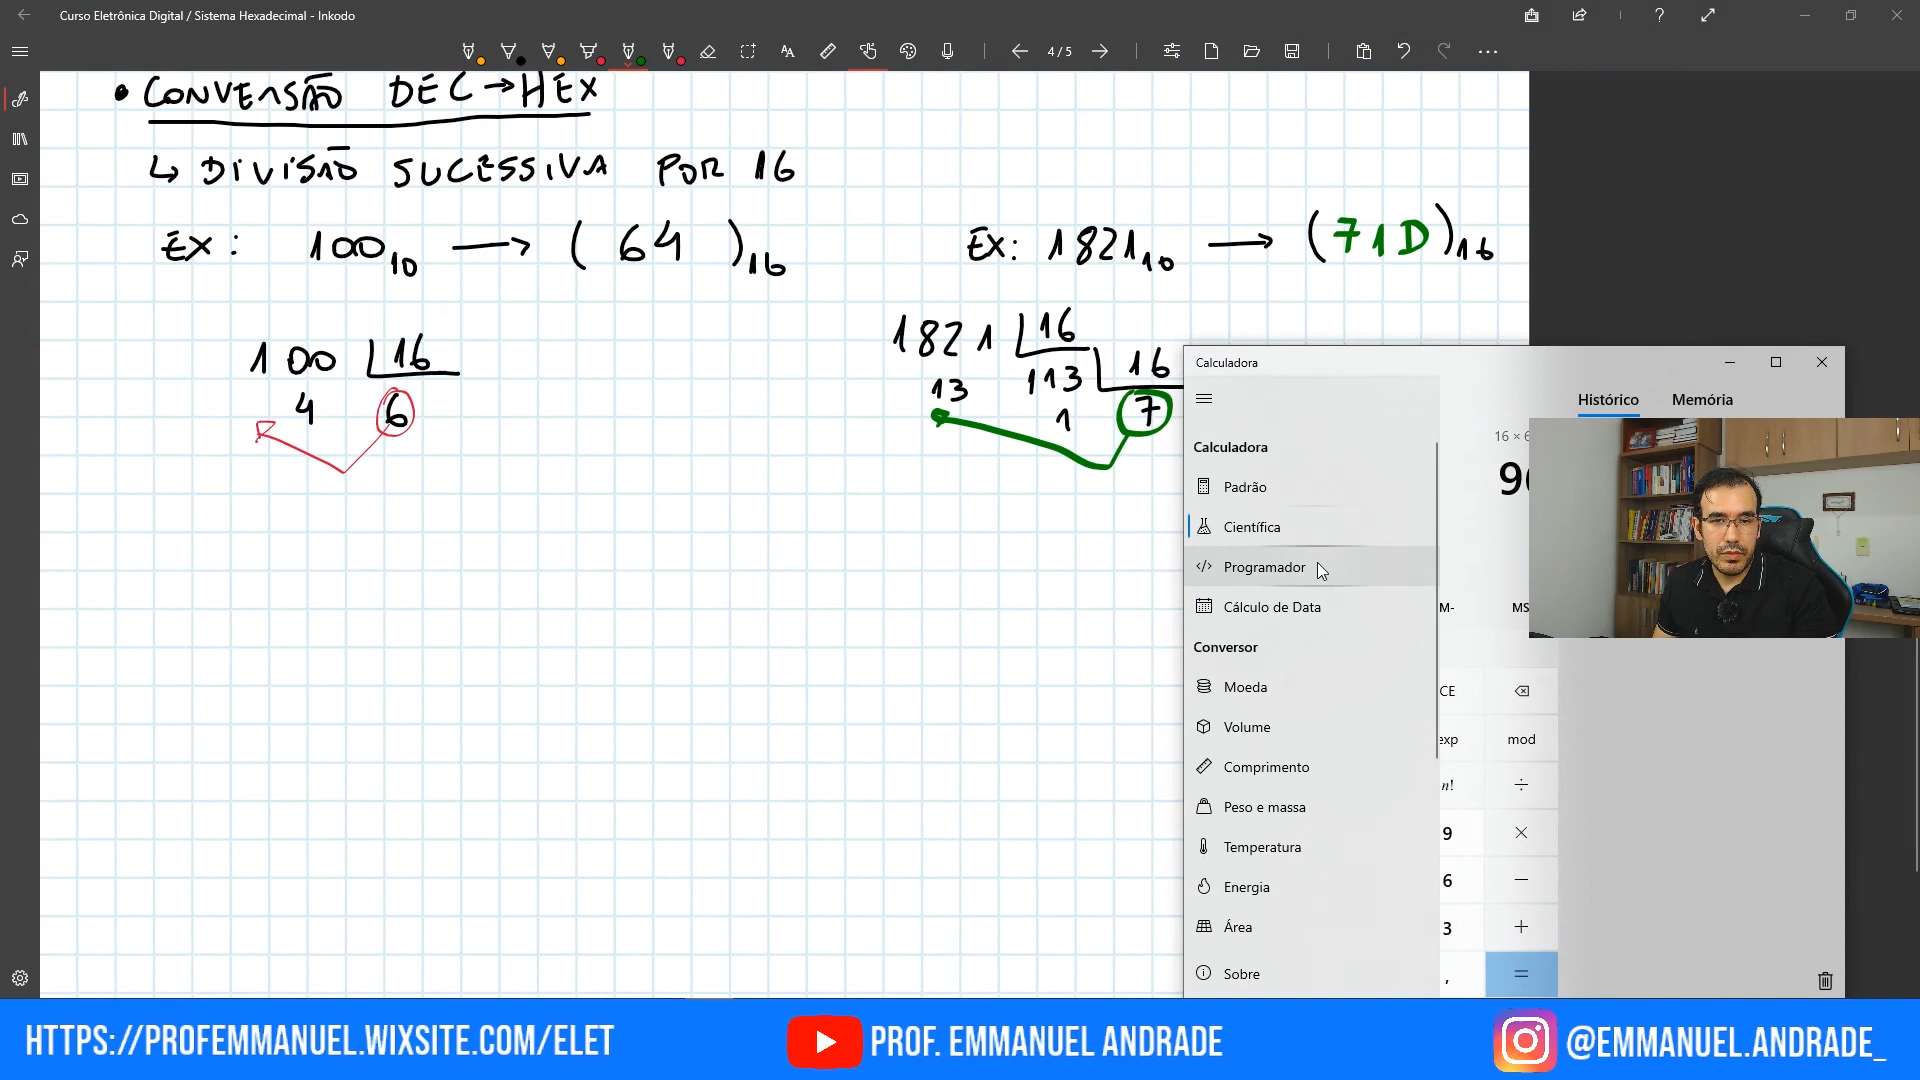 Curso Eletrônica Digital / Sistema Hexadecimal - Inkodo
4 / 5
• CONVERSÃO DEC → HEX
↳ DIVISÃO SUCESSIVA POR 16
EX : 100₁₀ → ( 64 )₁₆
EX: 1821₁₀ → (71D)₁₆
100 16
4 6
1821 16
13 113 16
1 7
Calculadora
Histórico Memória
Calculadora
Padrão
Científica
Programador
Cálculo de Data
Conversor
Moeda
Volume
Comprimento
Peso e massa
Temperatura
Energia
Área
Sobre
16 ×
M- MS
CE
exp mod
n! ÷
9 ×
6 −
3 +
, =
HTTPS://PROFEMMANUEL.WIXSITE.COM/ELET
PROF. EMMANUEL ANDRADE
@EMMANUEL.ANDRADE_